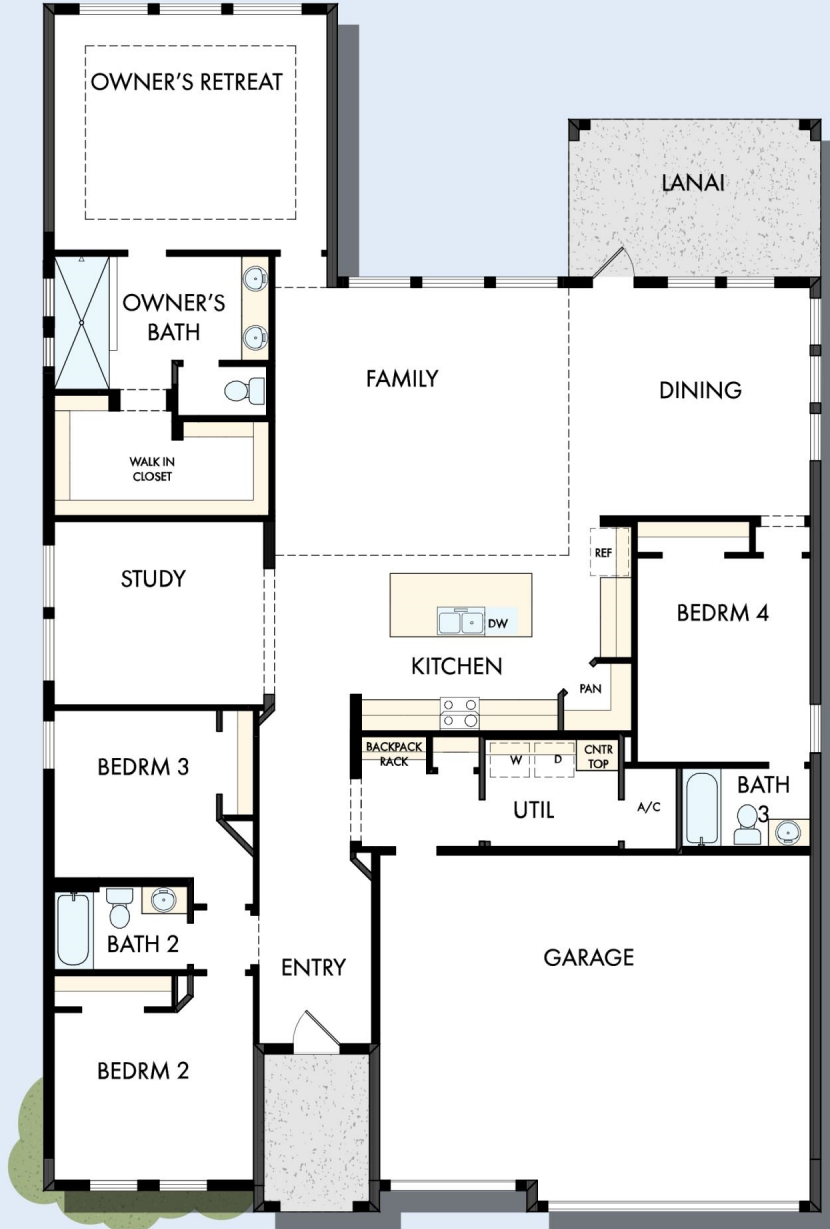 OWNER'S RETREAT
LANAI
OWNER'S
BATH
FAMILY
DINING
WALK IN
CLOSET
REF
STUDY
BEDRM 4
DW
KITCHEN
PAN
BACKPACK
RACK
W
D
CNTR
TOP
BEDRM 3
UTIL
A/C
BATH
3
BATH 2
ENTRY
GARAGE
BEDRM 2